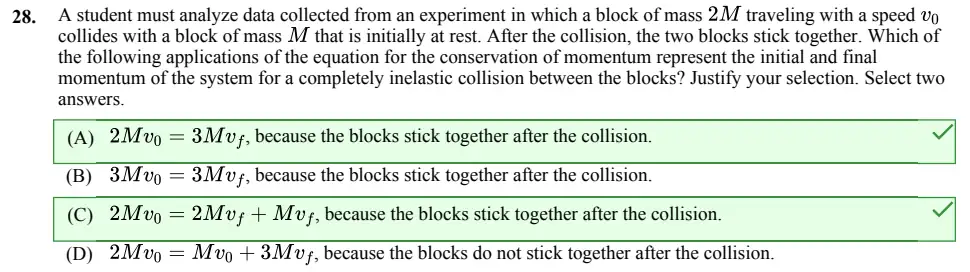 28. A student must analyze data collected from an experiment in which a block of mass 2M traveling with a speed v₀
collides with a block of mass M that is initially at rest. After the collision, the two blocks stick together. Which of
the following applications of the equation for the conservation of momentum represent the initial and final
momentum of the system for a completely inelastic collision between the blocks? Justify your selection. Select two
answers.
(A) 2Mv₀ = 3Mv_f, because the blocks stick together after the collision.
(B) 3Mv₀ = 3Mv_f, because the blocks stick together after the collision.
(C) 2Mv₀ = 2Mv_f + Mv_f, because the blocks stick together after the collision.
(D) 2Mv₀ = Mv₀ + 3Mv_f, because the blocks do not stick together after the collision.